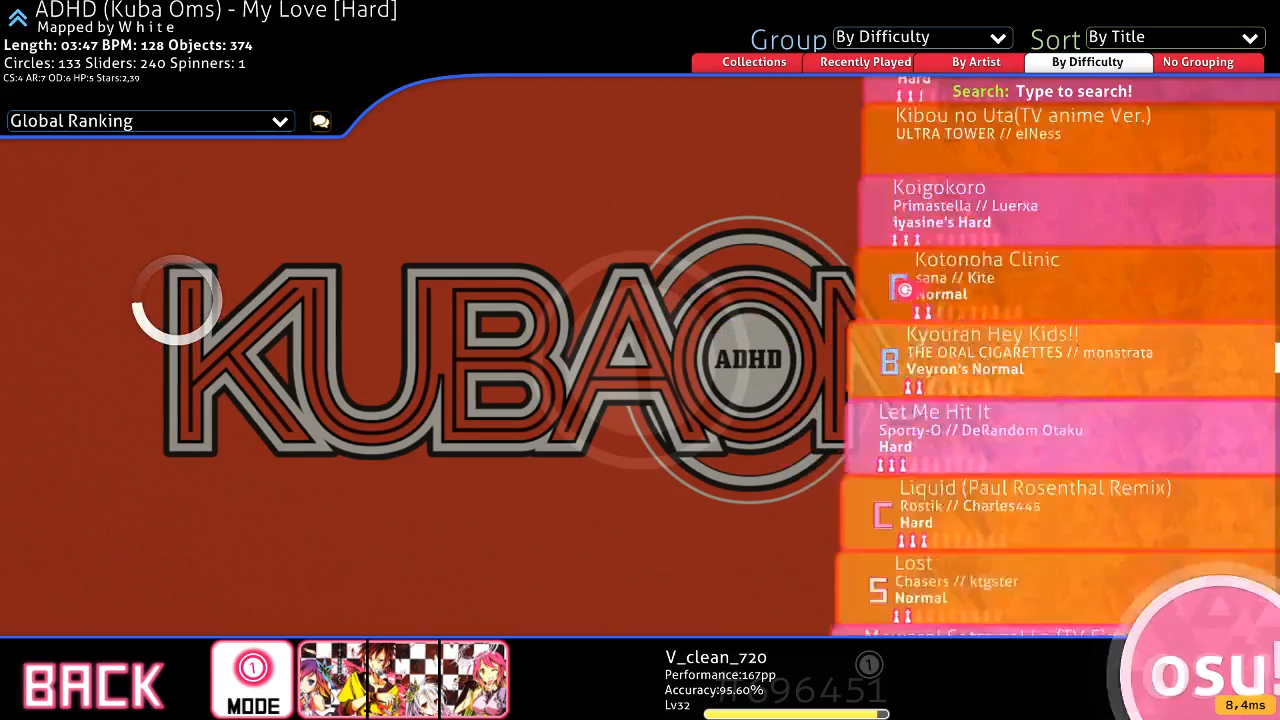 ADHD (Kuba Oms) - My Love [Hard]
Mapped by W h i t e
Length: 03:47 BPM: 128 Objects: 374
Circles: 133 Sliders: 240 Spinners: 1
CS:4 AR:7 OD:6 HP:5 Stars:2,39
Group By Difficulty
Sort By Title
Collections
Recently Played
By Artist
By Difficulty
No Grouping
Global Ranking
Hard
Search: Type to search!
Kibou no Uta(TV anime Ver.)
ULTRA TOWER // elNess
Koigokoro
Primastella // Luerxa
iyasine's Hard
Kotonoha Clinic
sana // Kite
Normal
B
Kyouran Hey Kids!!
THE ORAL CIGARETTES // monstrata
Veyron's Normal
Let Me Hit It
Sporty-O // DeRandom Otaku
Hard
C
Liquid (Paul Rosenthal Remix)
Rostik // Charles445
Hard
S
Lost
Chasers // ktgster
Normal
KUBAO
ADHD
BACK
1
MODE
V_clean_720
Performance:167pp
Accuracy:95.60%
Lv32
1
#896451
osu!
8,4ms